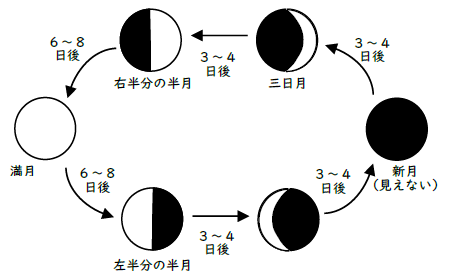 6～8
日後
右半分の半月
3～4
日後
三日月
3～4
日後
満月
新月
(見えない)
6～8
日後
左半分の半月
3～4
日後
3～4
日後